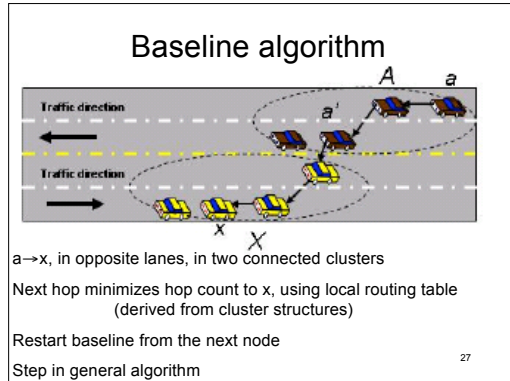 Baseline algorithm
A
a
Traffic direction
a'
Traffic direction
x
X
a→x, in opposite lanes, in two connected clusters
Next hop minimizes hop count to x, using local routing table
(derived from cluster structures)
Restart baseline from the next node
Step in general algorithm
27